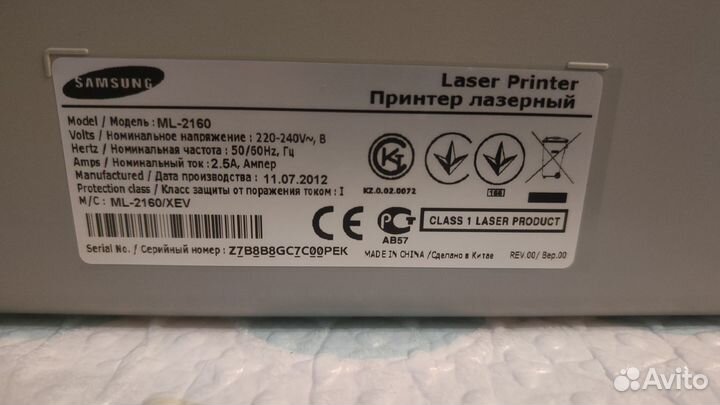 SAMSUNG
Laser Printer
Принтер лазерный
Model / Модель: ML-2160
Volts / Номинальное напряжение : 220-240V~, В
Hertz / Номинальная частота : 50/60Hz, Гц
Amps / Номинальный ток : 2.5A, Ампер
Manufactured / Дата производства : 11.07.2012
Protection class / Класс защиты от поражения током : I
M/C: ML-2160/XEV
KZ.0.02.0072
CE
РСТ
АВ57
CLASS 1 LASER PRODUCT
Serial No. / Серийный номер : Z7B8B8GC7C00PEK
MADE IN CHINA /Сделано в Китае
REV.00/ Вер.00
Avito